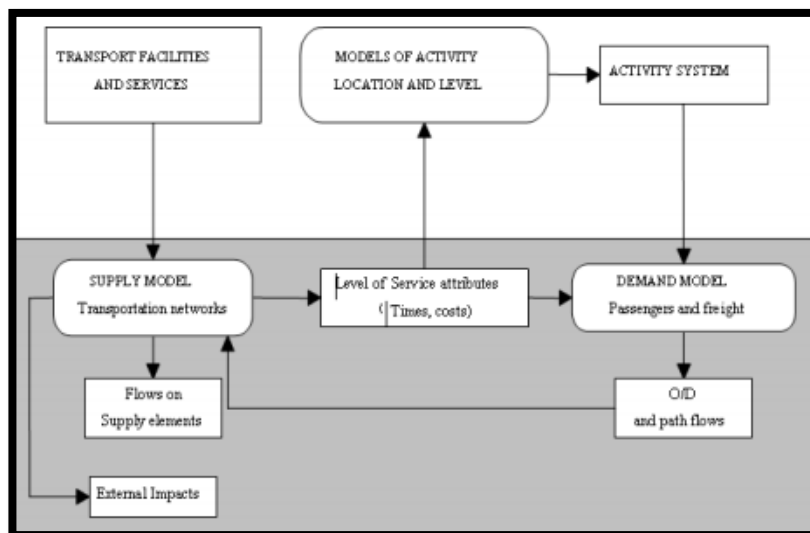 TRANSPORT FACILITIES
AND SERVICES
MODELS OF ACTIVITY
LOCATION AND LEVEL
ACTIVITY SYSTEM
SUPPLY MODEL
Transportation networks
Level of Service attributes
( Times, costs)
DEMAND MODEL
Passengers and freight
Flows on
Supply elements
O/D
and path flows
External Impacts